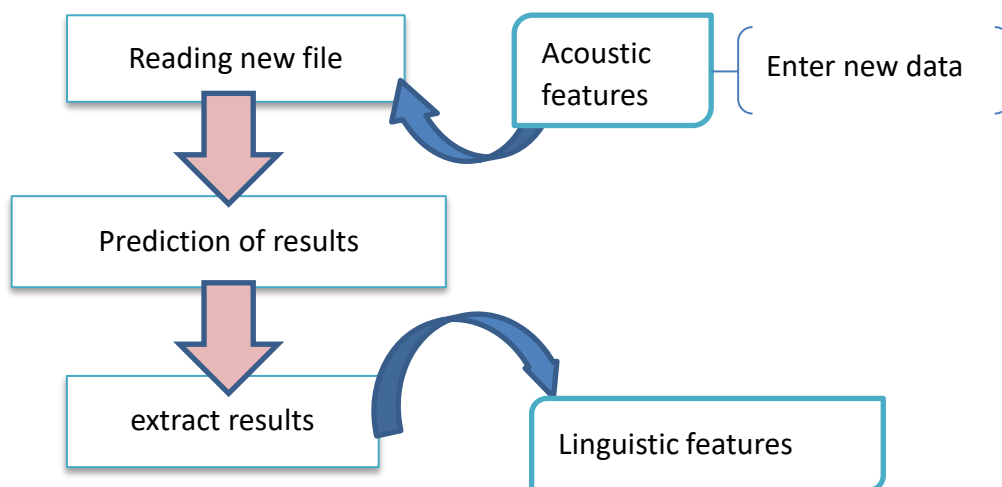 Reading new file
Acoustic
features
Enter new data
Prediction of results
extract results
Linguistic features